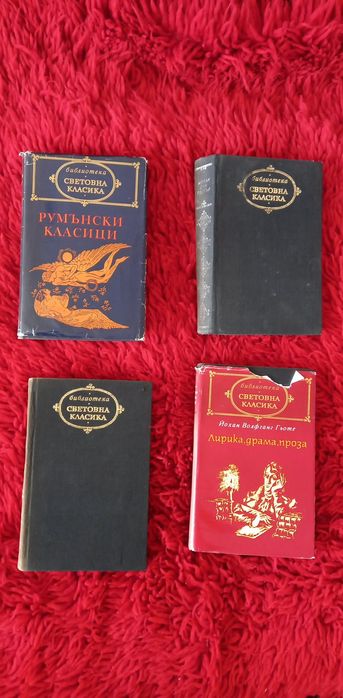 библиотека
СВЕТОВНА
КЛАСИКА
РУМЪНСКИ
КЛАСИЦИ
библиотека
СВЕТОВНА
КЛАСИКА
библиотека
СВЕТОВНА
КЛАСИКА
библиотека
СВЕТОВНА
КЛАСИКА
Йохан Волфганг Гьоте
Лирика, драма, проза